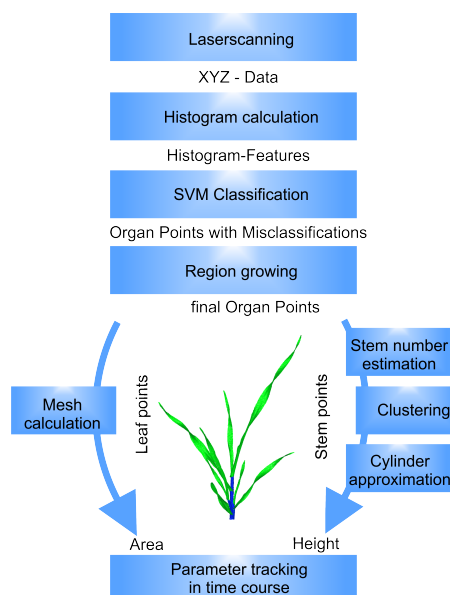 Laserscanning
XYZ - Data
Histogram calculation
Histogram-Features
SVM Classification
Organ Points with Misclassifications
Region growing
final Organ Points
Mesh
calculation
Leaf points
Stem points
Stem number
estimation
Clustering
Cylinder
approximation
Area
Height
Parameter tracking
in time course